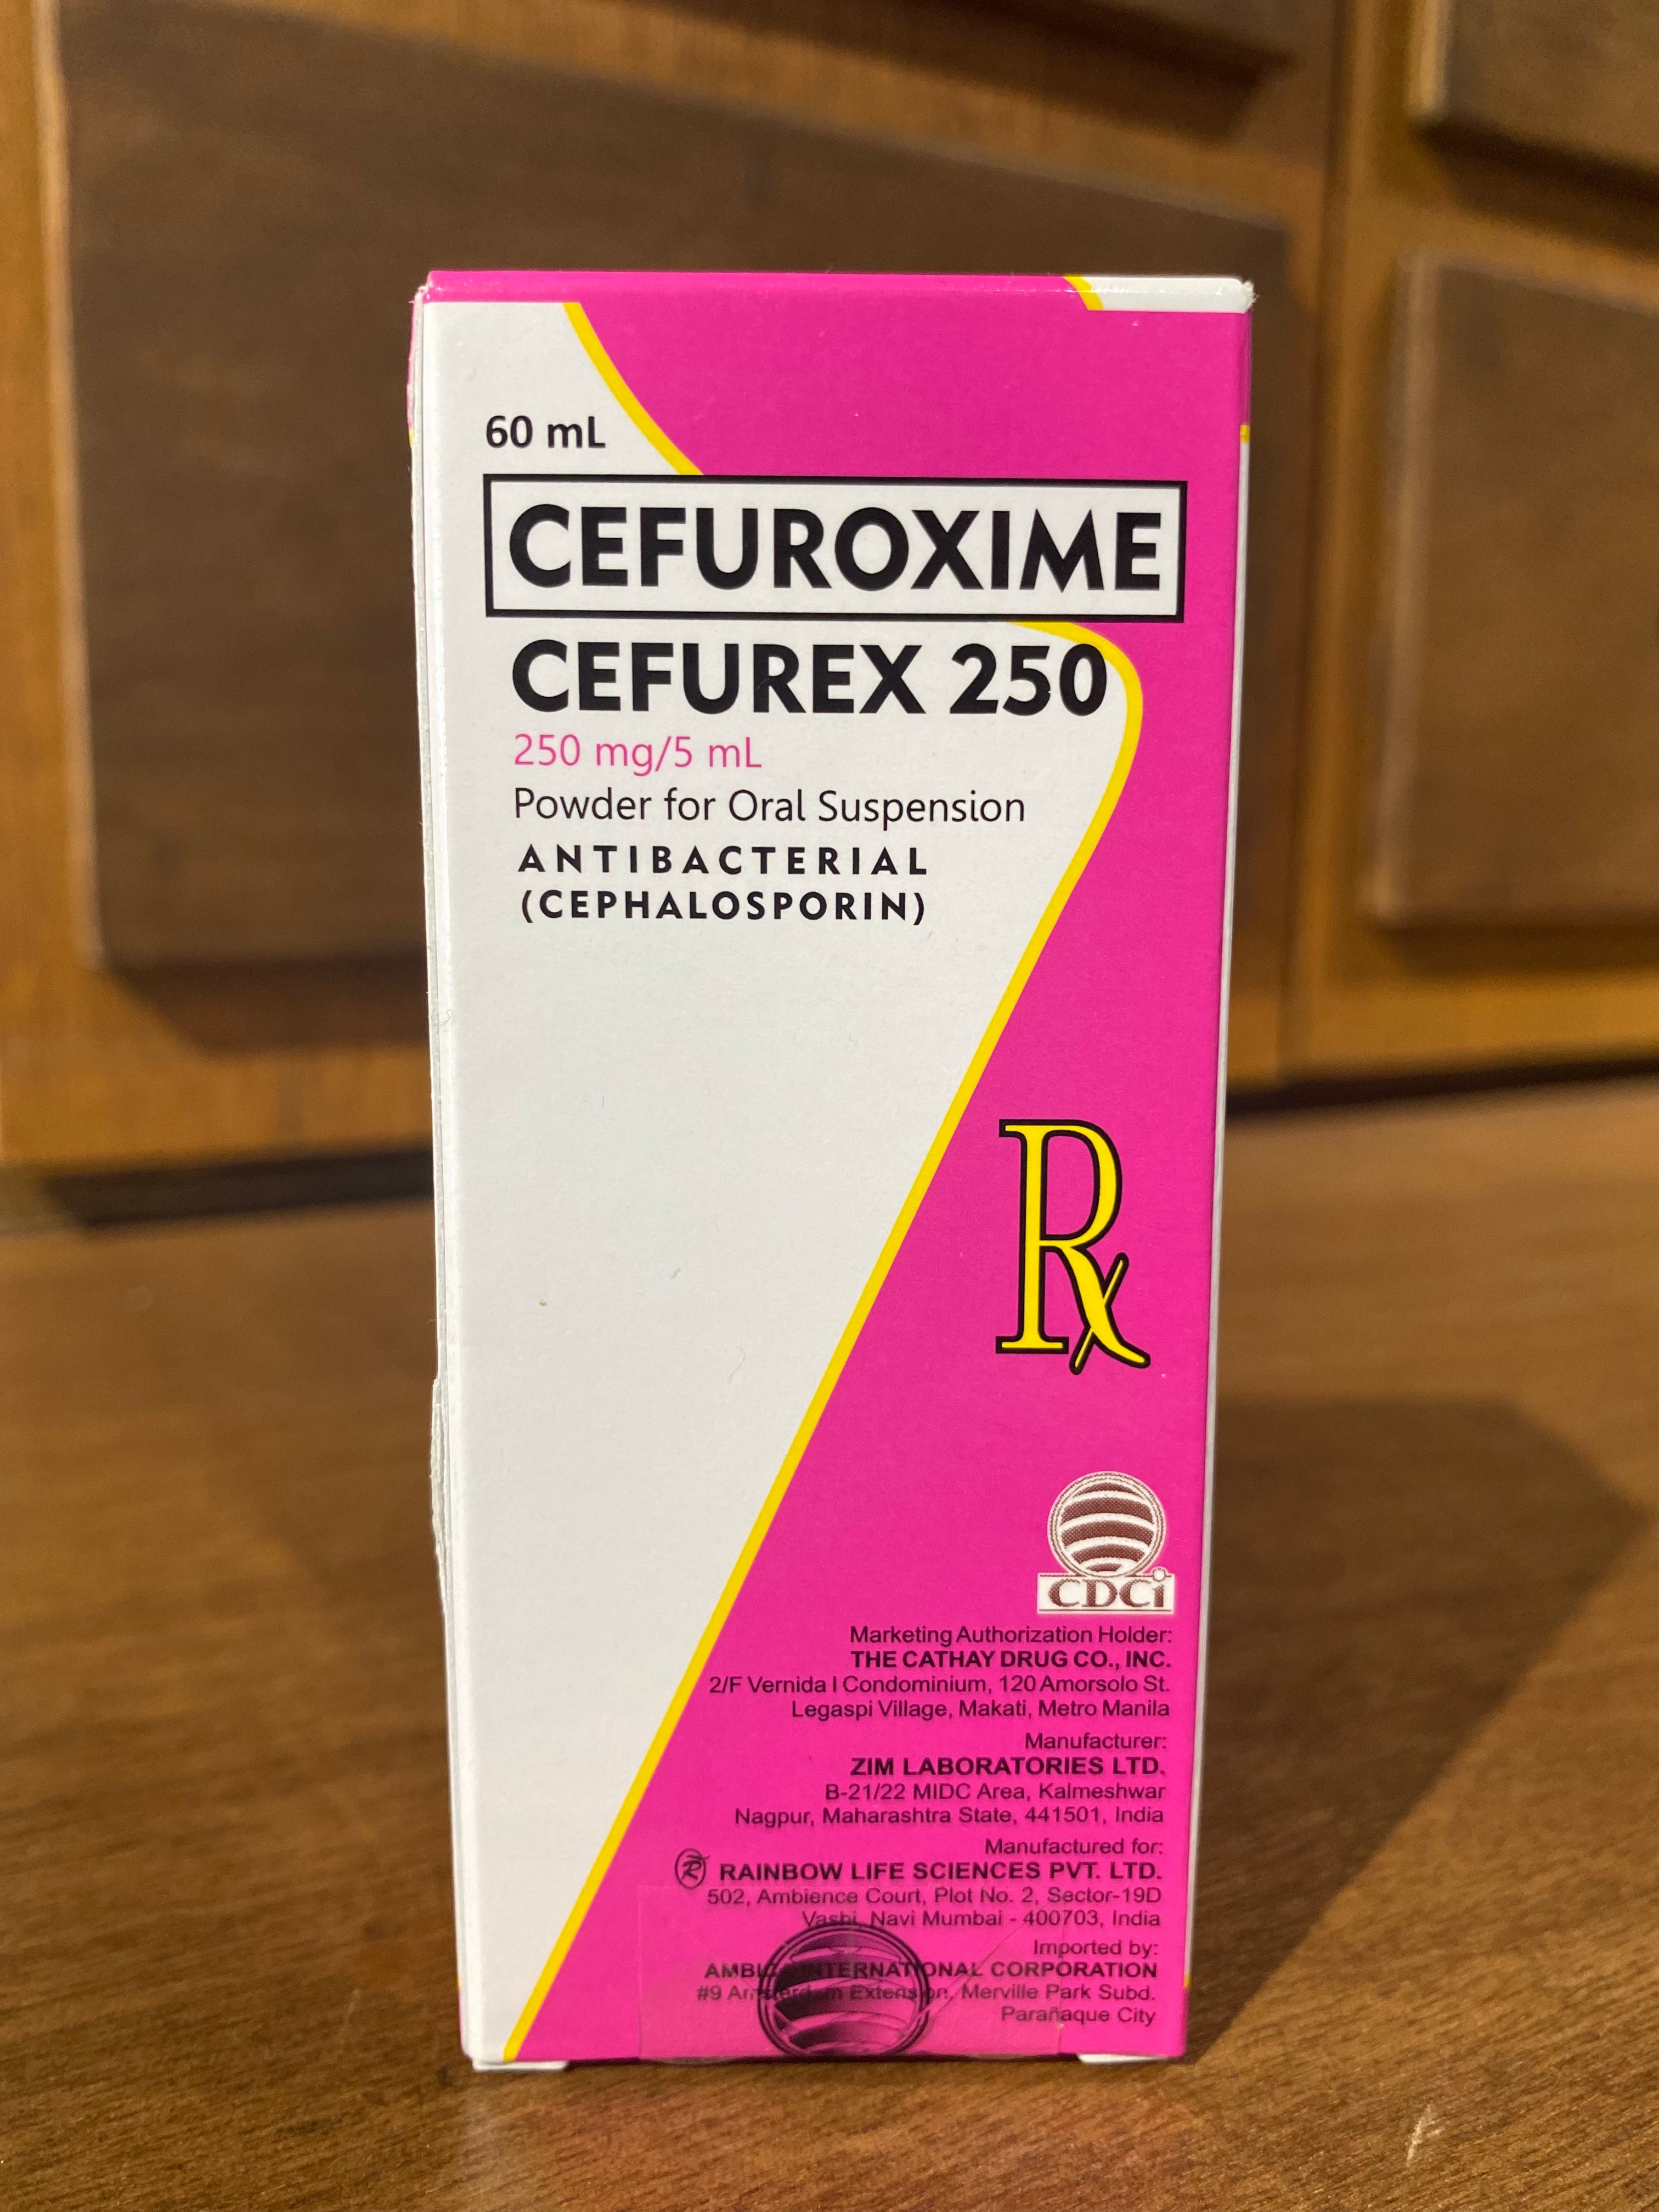 60 mL
CEFUROXIME
CEFUREX 250
250 mg/5 mL
Powder for Oral Suspension
ANTIBACTERIAL
(CEPHALOSPORIN)
Rx
CDCi
Marketing Authorization Holder:
THE CATHAY DRUG CO., INC.
2/F Vernida I Condominium, 120 Amorsolo St.
Legaspi Village, Makati, Metro Manila
Manufacturer:
ZIM LABORATORIES LTD.
B-21/22 MIDC Area, Kalmeshwar
Nagpur, Maharashtra State, 441501, India
Manufactured for:
R RAINBOW LIFE SCIENCES PVT. LTD.
502, Ambience Court, Plot No. 2, Sector-19D
Vashi, Navi Mumbai - 400703, India
Imported by:
INTERNATIONAL CORPORATION
#9 Amsterdam Extension, Merville Park Subd.
Parañaque City